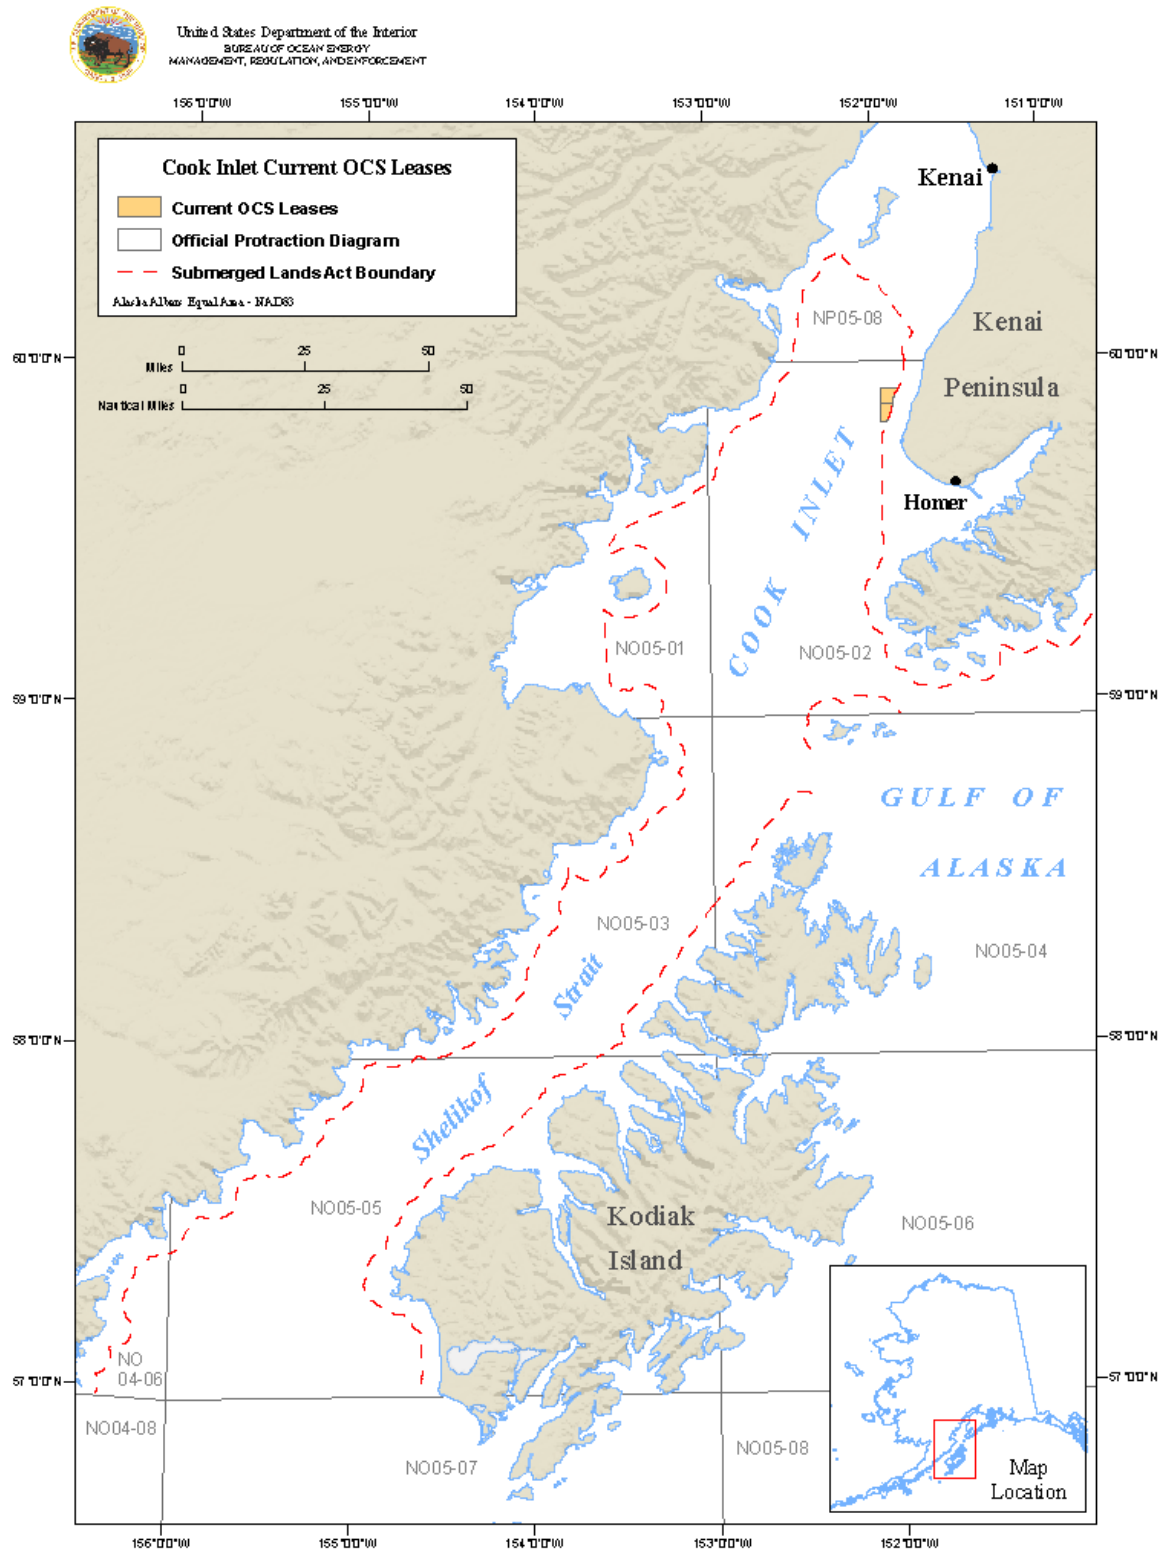 United States Department of the Interior
BUREAU OF OCEAN ENERGY
MANAGEMENT, REGULATION, AND ENFORCEMENT
156°0'0"W 155°0'0"W 154°0'0"W 153°0'0"W 152°0'0"W 151°0'0"W
Cook Inlet Current OCS Leases
Current OCS Leases
Official Protraction Diagram
Submerged Lands Act Boundary
Alaska Albers Equal Area - NAD83
Kenai
NP05-08
Kenai
Peninsula
0 25 50
Miles
0 25 50
Nautical Miles
60°0'0"N 60°0'0"N
COOK INLET
Homer
NO05-01
NO05-02
59°0'0"N 59°0'0"N
GULF OF
ALASKA
NO05-03
NO05-04
Shelikof Strait
58°0'0"N 58°0'0"N
NO05-05
Kodiak
Island
NO05-06
NO
04-06
57°0'0"N 57°0'0"N
NO04-08
NO05-07
NO05-08
Map
Location
156°0'0"W 155°0'0"W 154°0'0"W 153°0'0"W 152°0'0"W